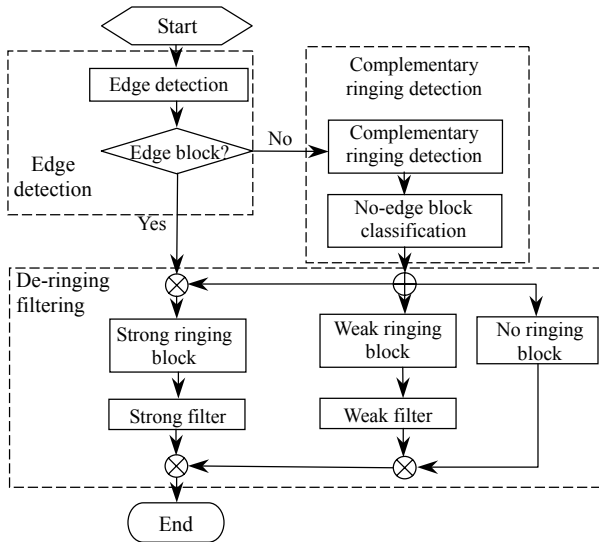 Start
Edge detection
Edge block?
Edge
detection
Yes
No
Complementary
ringing detection
Complementary
ringing detection
No-edge block
classification
De-ringing
filtering
Strong ringing
block
Weak ringing
block
No ringing
block
Strong filter
Weak filter
End